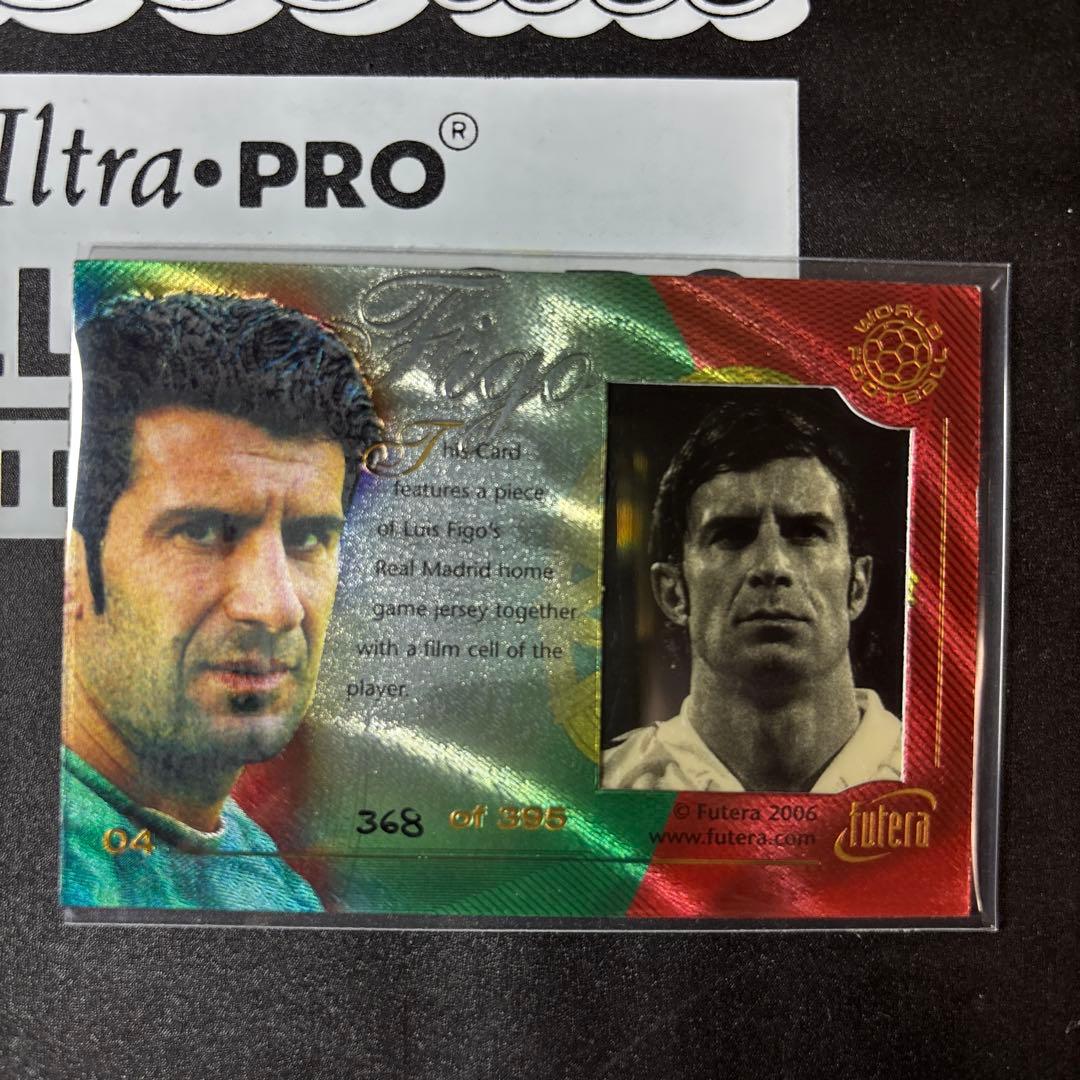 ltra•PRO®
Figo
This Card
features a piece
of Luis Figo's
Real Madrid home
game jersey together
with a film cell of the
player.
WORLD
FOOTBALL
04
368 of 395
© Futera 2006
www.futera.com
futera